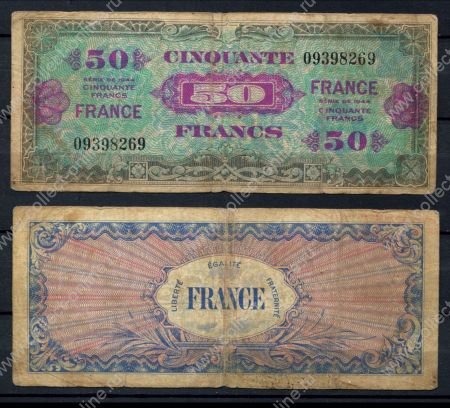 50 CINQUANTE 09398269
SÉRIE DE 1944
CINQUANTE
FRANCS
50
FRANCE
SÉRIE DE 1944
CINQUANTE
FRANCS
FRANCE
09398269
FRANCS
50
ÉGALITÉ
LIBERTÉ
FRATERNITÉ
FRANCE